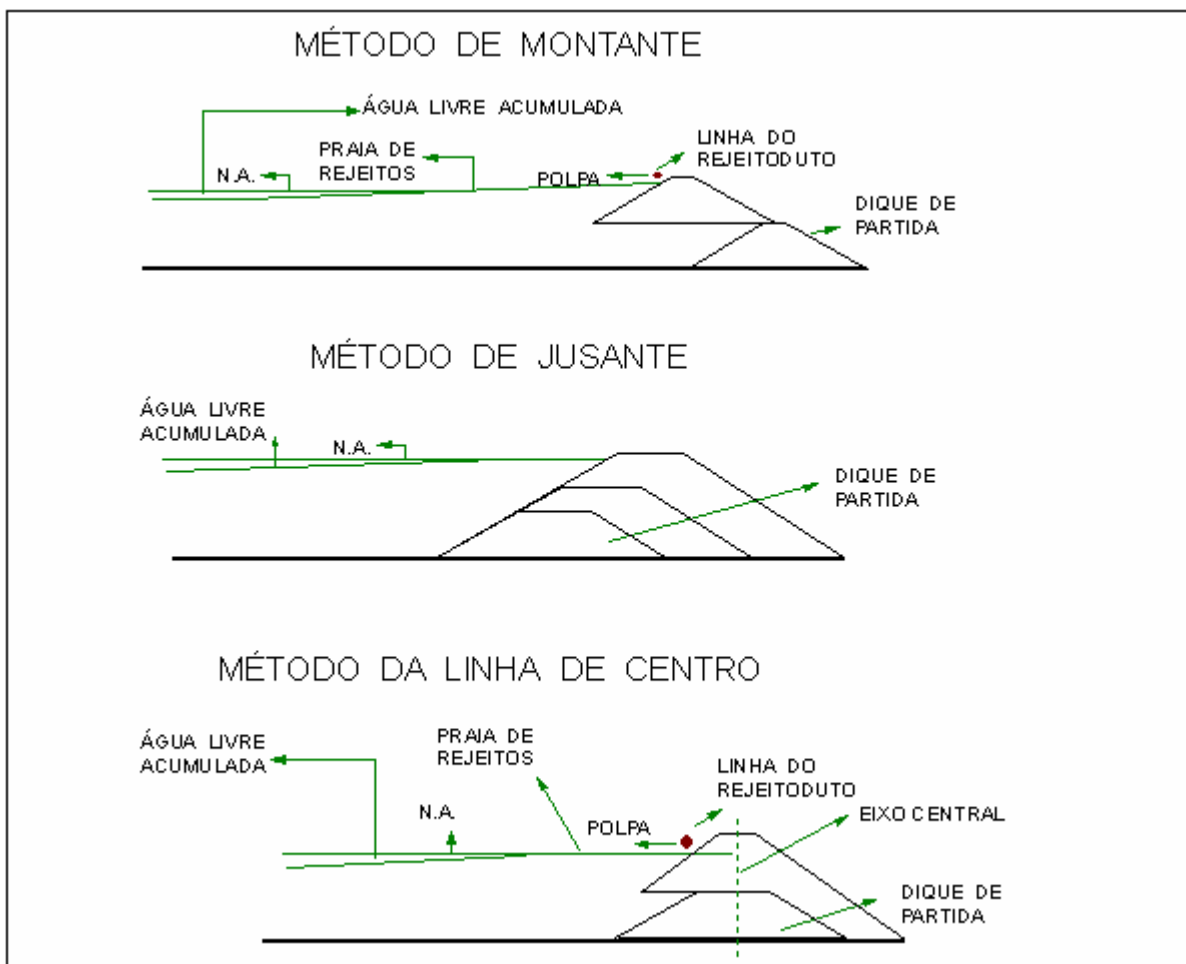 MÉTODO DE MONTANTE
ÁGUA LIVRE ACUMULADA
LINHA DO
REJEITODUTO
PRAIA DE
REJEITOS
N.A.
POLPA
DIQUE DE
PARTIDA
MÉTODO DE JUSANTE
ÁGUA LIVRE
ACUMULADA
N.A.
DIQUE DE
PARTIDA
MÉTODO DA LINHA DE CENTRO
ÁGUA LIVRE
ACUMULADA
PRAIA DE
REJEITOS
LINHA DO
REJEITODUTO
N.A.
POLPA
EIXO CENTRAL
DIQUE DE
PARTIDA